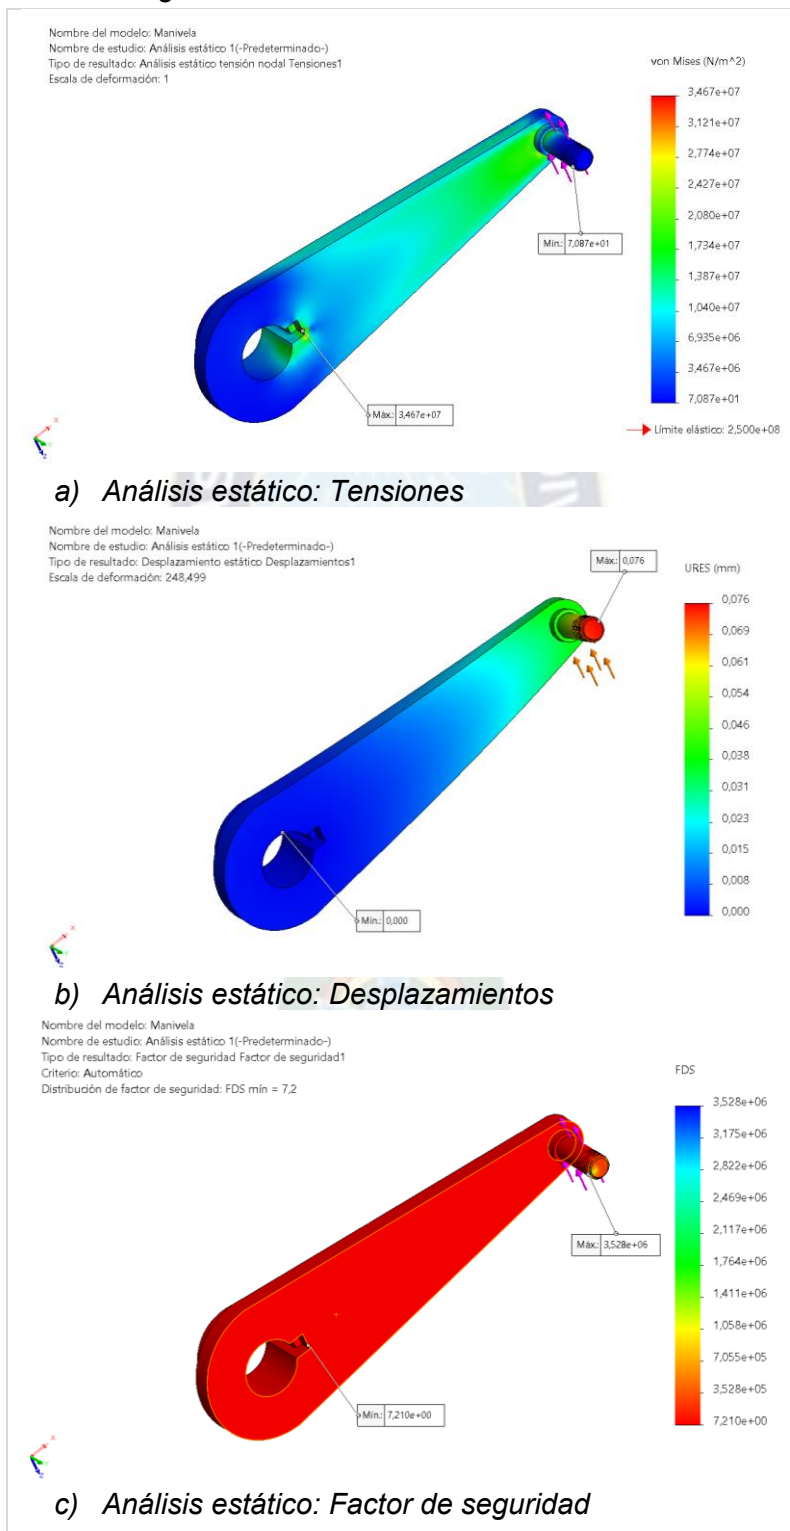 Nombre del modelo: Manivela
Nombre de estudio: Análisis estático 1(-Predeterminado-)
Tipo de resultado: Análisis estático tensión nodal Tensiones1
Escala de deformación: 1
von Mises (N/m^2)
3,467e+07
3,121e+07
2,774e+07
2,427e+07
2,080e+07
1,734e+07
1,387e+07
1,040e+07
6,935e+06
3,467e+06
7,087e+01
Límite elástico: 2,500e+08
Mín.: 7,087e+01
Máx.: 3,467e+07
a) Análisis estático: Tensiones
Nombre del modelo: Manivela
Nombre de estudio: Análisis estático 1(-Predeterminado-)
Tipo de resultado: Desplazamiento estático Desplazamientos1
Escala de deformación: 248,499
Máx.: 0,076
URES (mm)
0,076
0,069
0,061
0,054
0,046
0,038
0,031
0,023
0,015
0,008
0,000
Mín.: 0,000
b) Análisis estático: Desplazamientos
Nombre del modelo: Manivela
Nombre de estudio: Análisis estático 1(-Predeterminado-)
Tipo de resultado: Factor de seguridad Factor de seguridad1
Criterio: Automático
Distribución de factor de seguridad: FDS mín = 7,2
FDS
3,528e+06
3,175e+06
2,822e+06
2,469e+06
2,117e+06
1,764e+06
1,411e+06
1,058e+06
7,055e+05
3,528e+05
7,210e+00
Máx.: 3,528e+06
Mín.: 7,210e+00
c) Análisis estático: Factor de seguridad